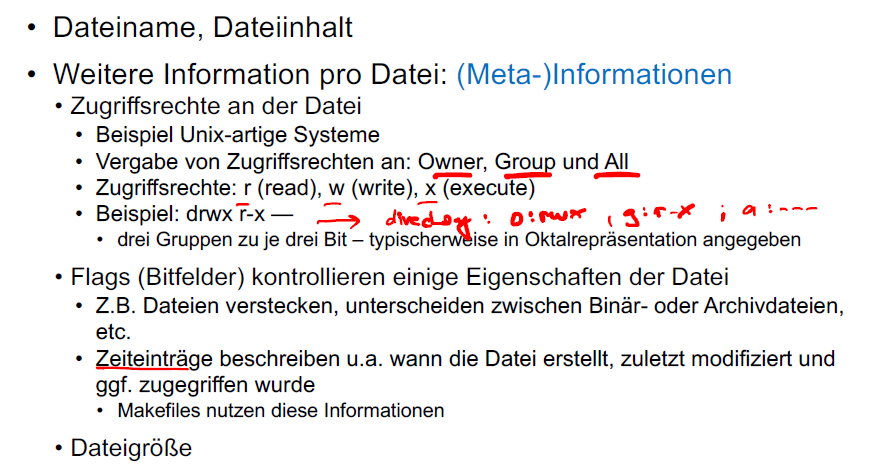 • Dateiname, Dateiinhalt
• Weitere Information pro Datei: (Meta-)Informationen
• Zugriffsrechte an der Datei
• Beispiel Unix-artige Systeme
• Vergabe von Zugriffsrechten an: Owner, Group und All
• Zugriffsrechte: r (read), w (write), x (execute)
• Beispiel: drwx r-x — → directory: o:rwx, g:r-x; a:---
• drei Gruppen zu je drei Bit – typischerweise in Oktalrepräsentation angegeben
• Flags (Bitfelder) kontrollieren einige Eigenschaften der Datei
• Z.B. Dateien verstecken, unterscheiden zwischen Binär- oder Archivdateien,
etc.
• Zeiteinträge beschreiben u.a. wann die Datei erstellt, zuletzt modifiziert und
ggf. zugegriffen wurde
• Makefiles nutzen diese Informationen
• Dateigröße